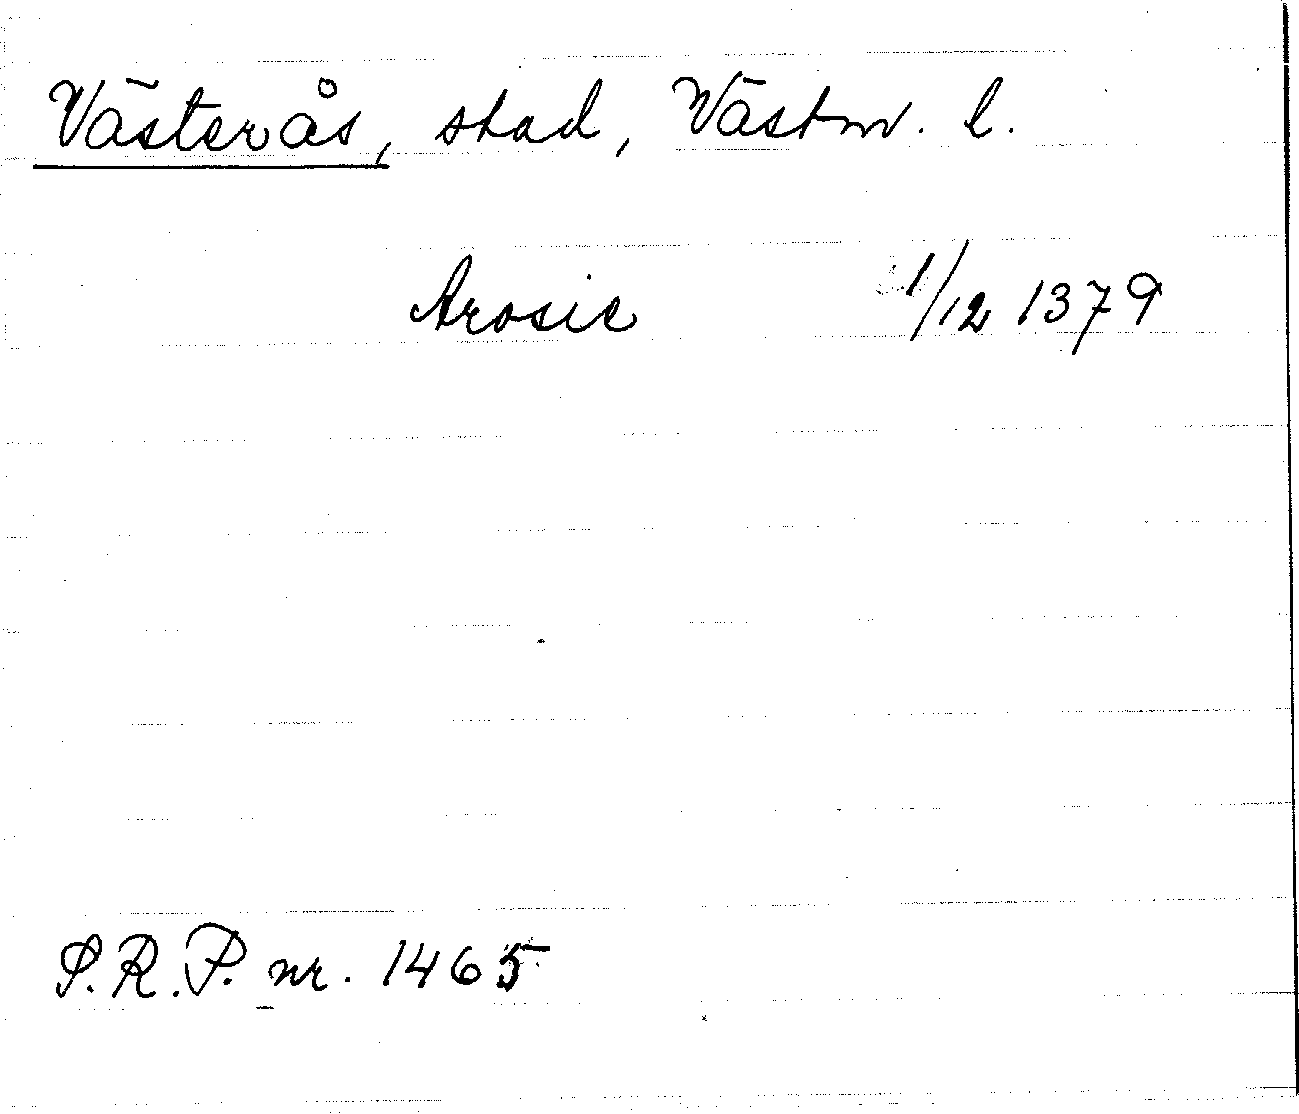 Västerås, stad, Västm. l.
Arosie 1/12 1379
S.R.P. nr. 1465